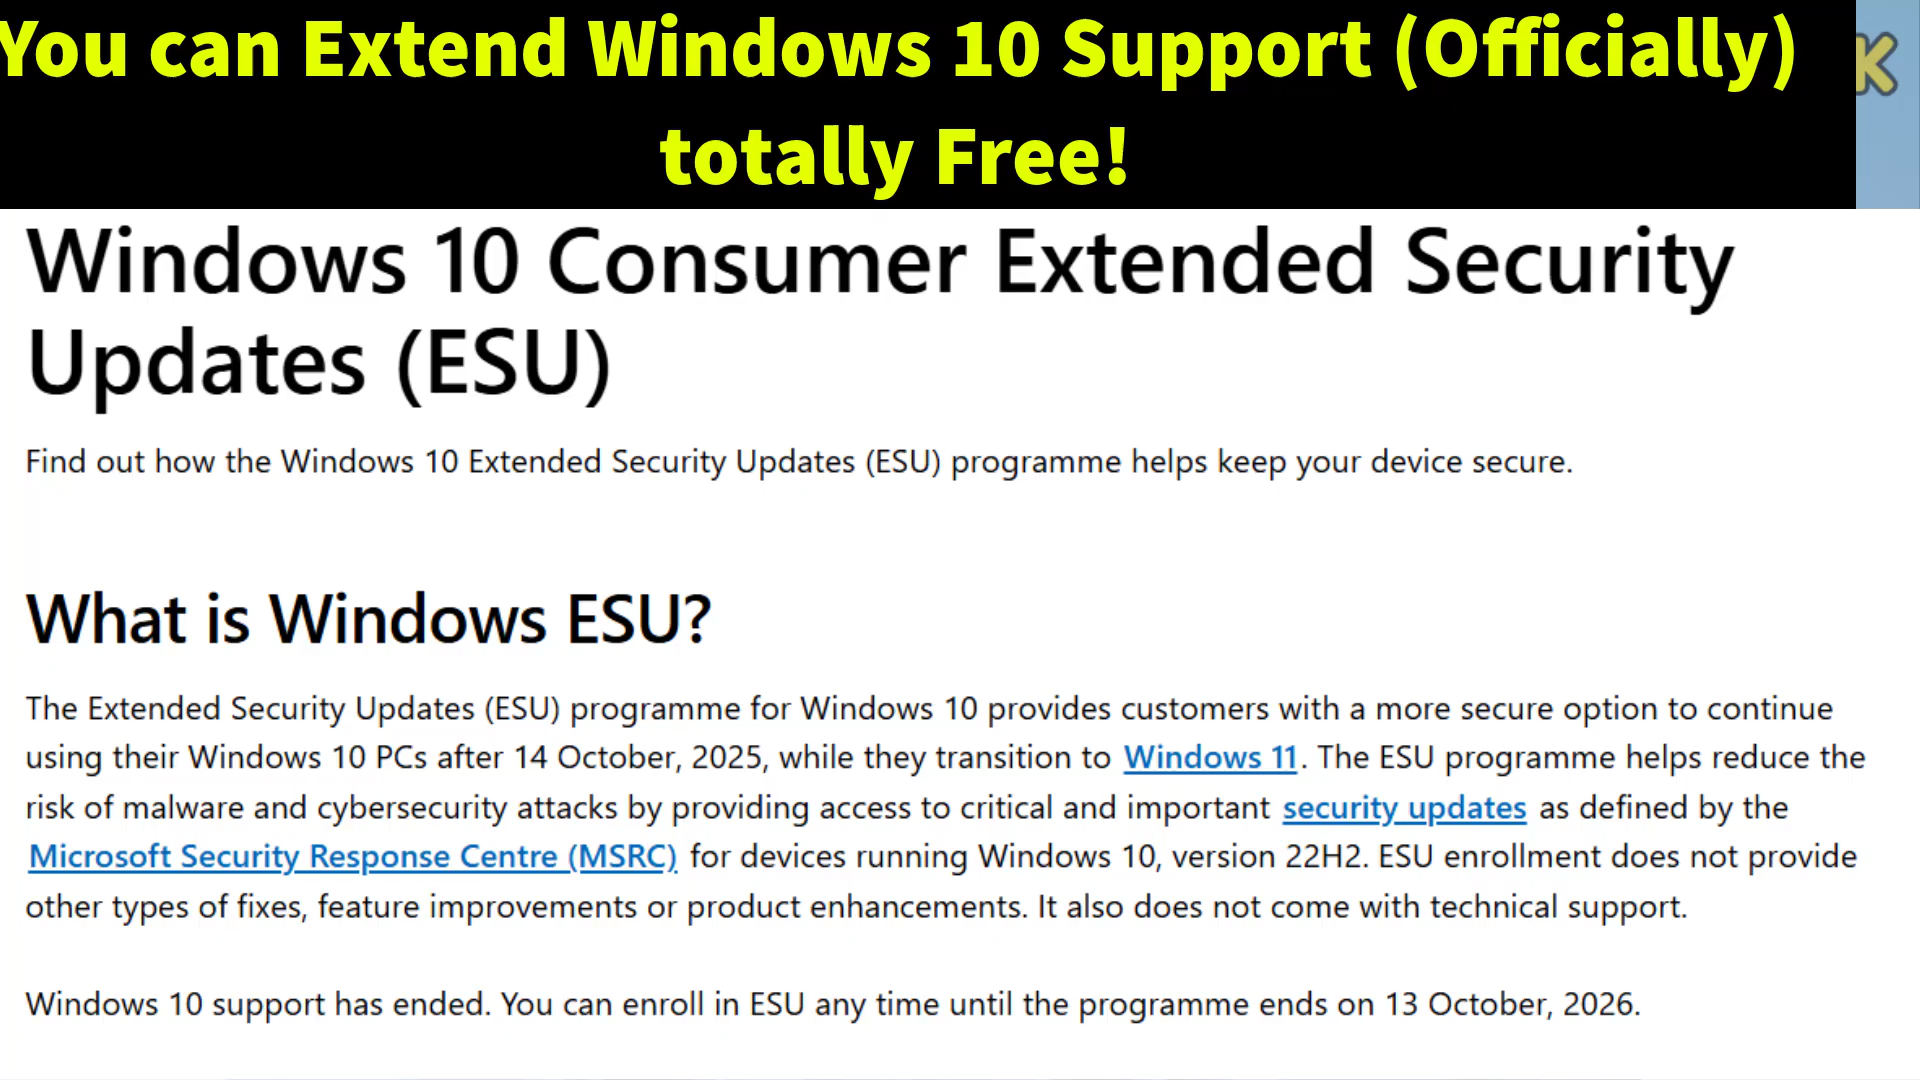 You can Extend Windows 10 Support (Officially)
totally Free!
K
Windows 10 Consumer Extended Security
Updates (ESU)
Find out how the Windows 10 Extended Security Updates (ESU) programme helps keep your device secure.
What is Windows ESU?
The Extended Security Updates (ESU) programme for Windows 10 provides customers with a more secure option to continue
using their Windows 10 PCs after 14 October, 2025, while they transition to Windows 11. The ESU programme helps reduce the
risk of malware and cybersecurity attacks by providing access to critical and important security updates as defined by the
Microsoft Security Response Centre (MSRC) for devices running Windows 10, version 22H2. ESU enrollment does not provide
other types of fixes, feature improvements or product enhancements. It also does not come with technical support.
Windows 10 support has ended. You can enroll in ESU any time until the programme ends on 13 October, 2026.